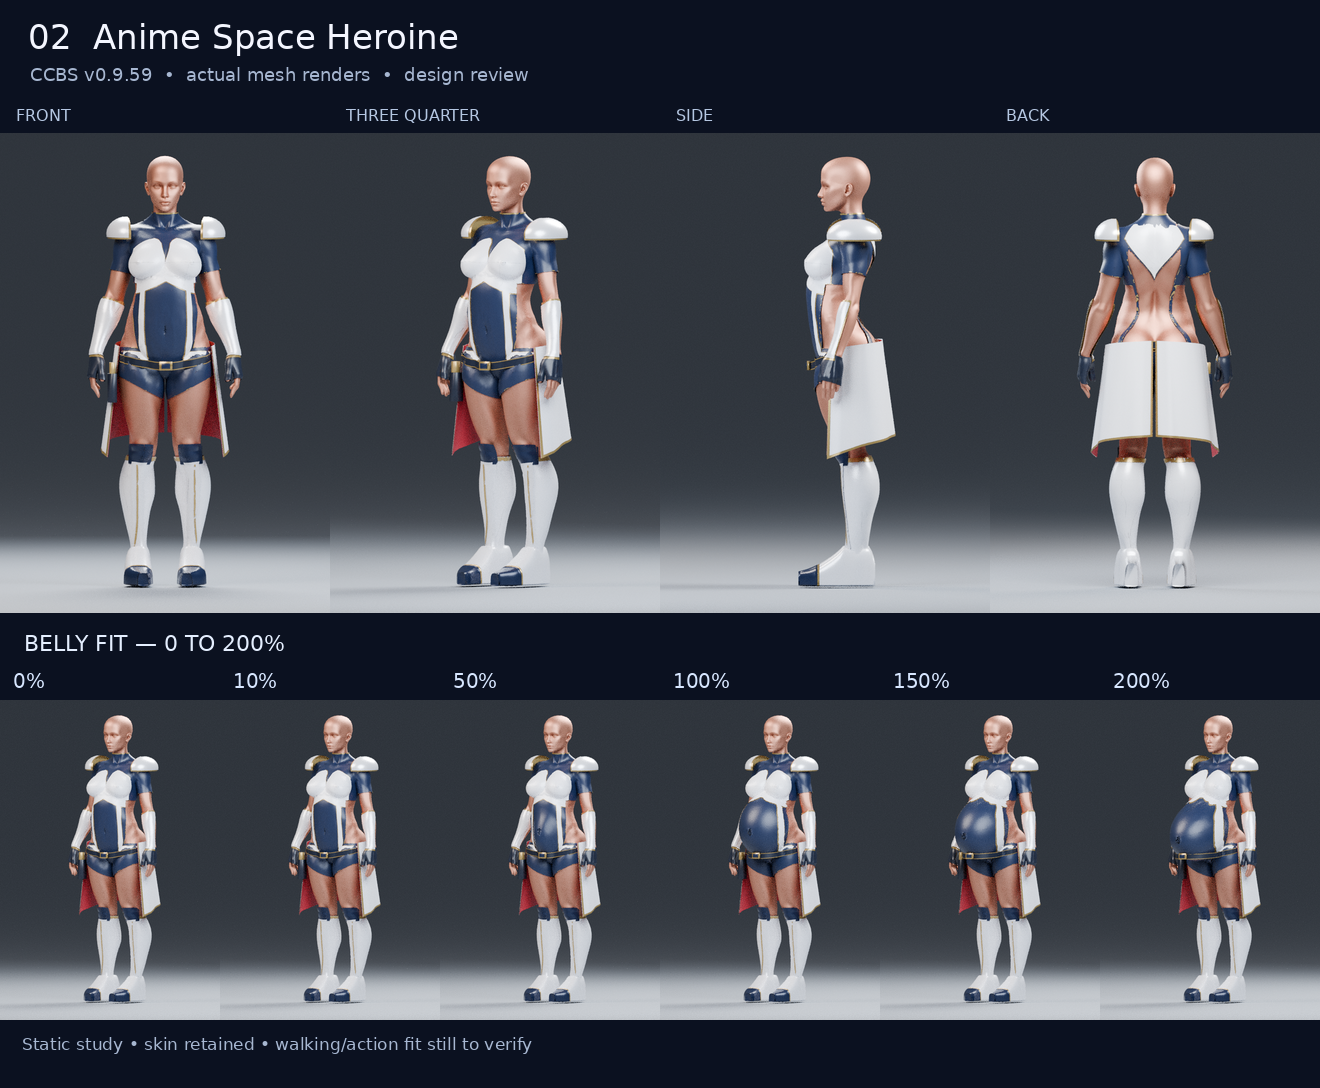 02 Anime Space Heroine
CCBS v0.9.59 • actual mesh renders • design review
FRONT THREE QUARTER SIDE BACK
BELLY FIT — 0 TO 200%
0% 10% 50% 100% 150% 200%
Static study • skin retained • walking/action fit still to verify